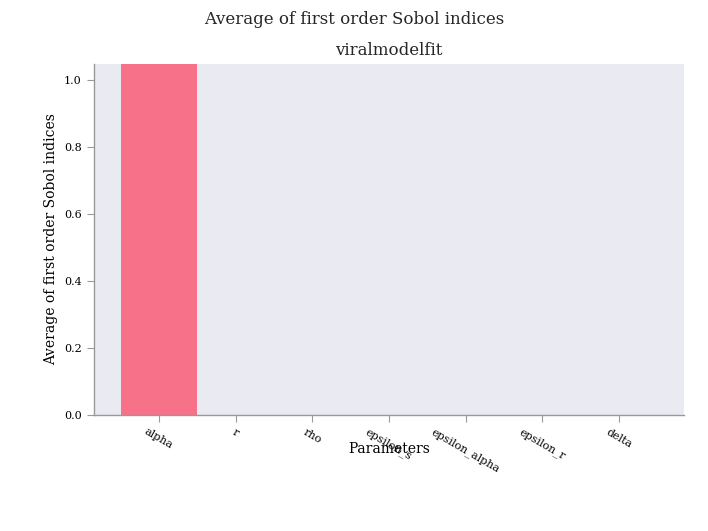 Average of first order Sobol indices
viralmodelfit
Average of first order Sobol indices
1.0
0.8
0.6
0.4
0.2
0.0
alpha
r
rho
epsilon_s
epsilon_alpha
epsilon_r
delta
Parameters